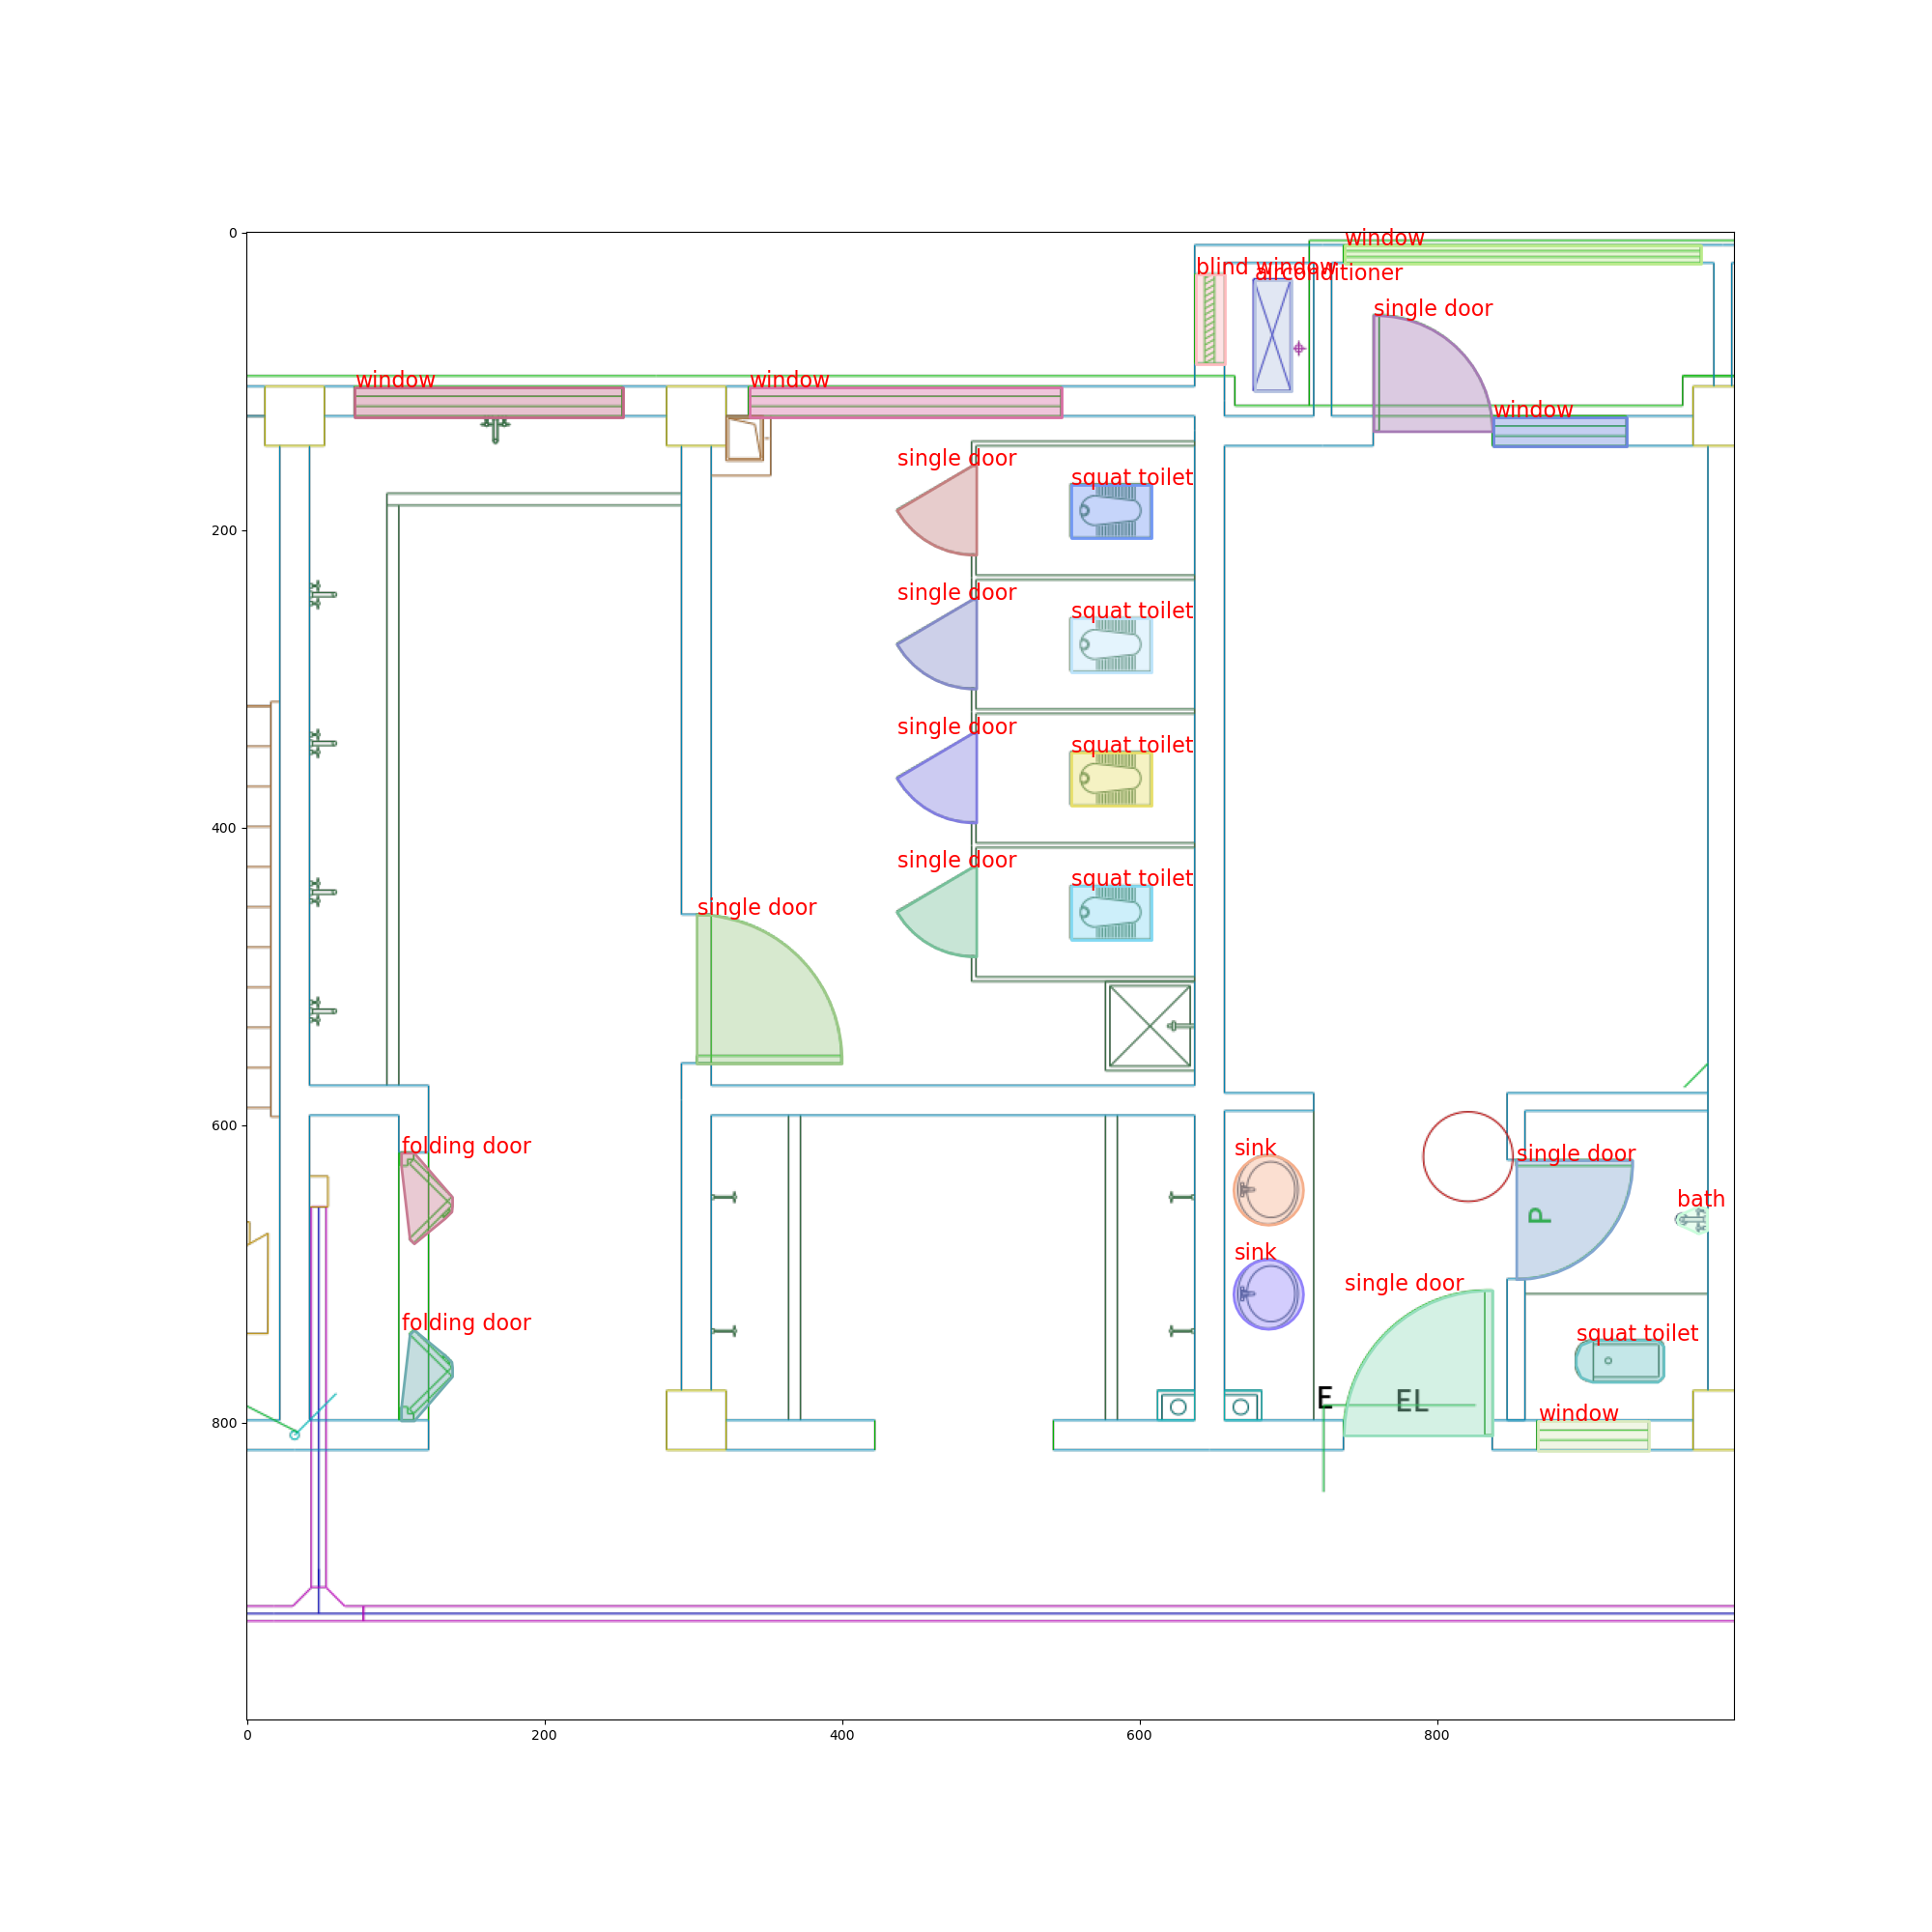 0
window
blind window
airconditioner
single door
window
window
window
single door
squat toilet
200
single door
squat toilet
single door
squat toilet
400
single door
squat toilet
single door
600
folding door
sink
single door
bath
P
sink
single door
folding door
squat toilet
E
EL
window
800
0
200
400
600
800